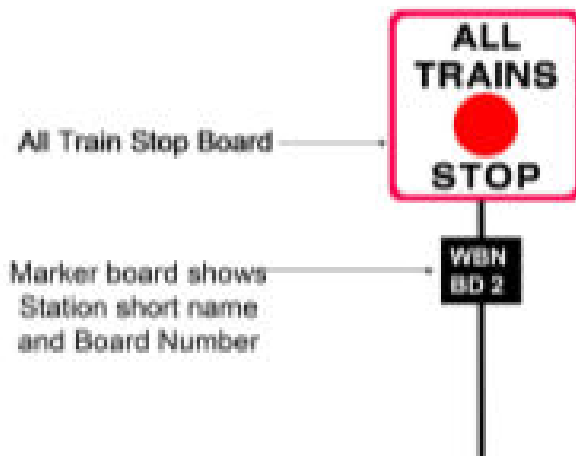 ALL
TRAINS
STOP
All Train Stop Board
WBN
BD 2
Marker board shows
Station short name
and Board Number